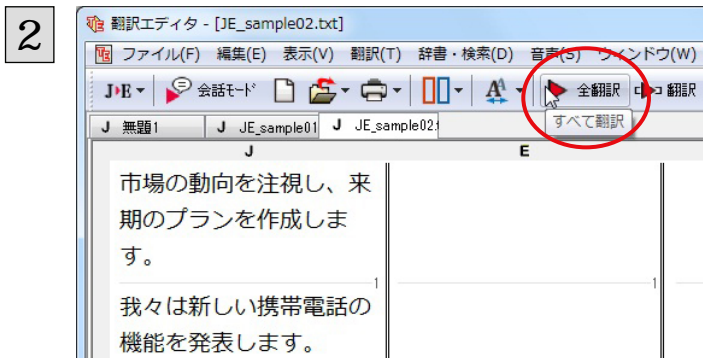 2
翻訳エディタ - [JE_sample02.txt]
ファイル(F) 編集(E) 表示(V) 翻訳(T) 辞書・検索(D) 音声(S) ウィンドウ(W)
J▸E 会話モード 全翻訳 翻訳
すべて翻訳
J 無題1 J JE_sample01 J JE_sample02.t
J E
市場の動向を注視し、来
期のプランを作成しま
す。
1 1
我々は新しい携帯電話の
機能を発表します。